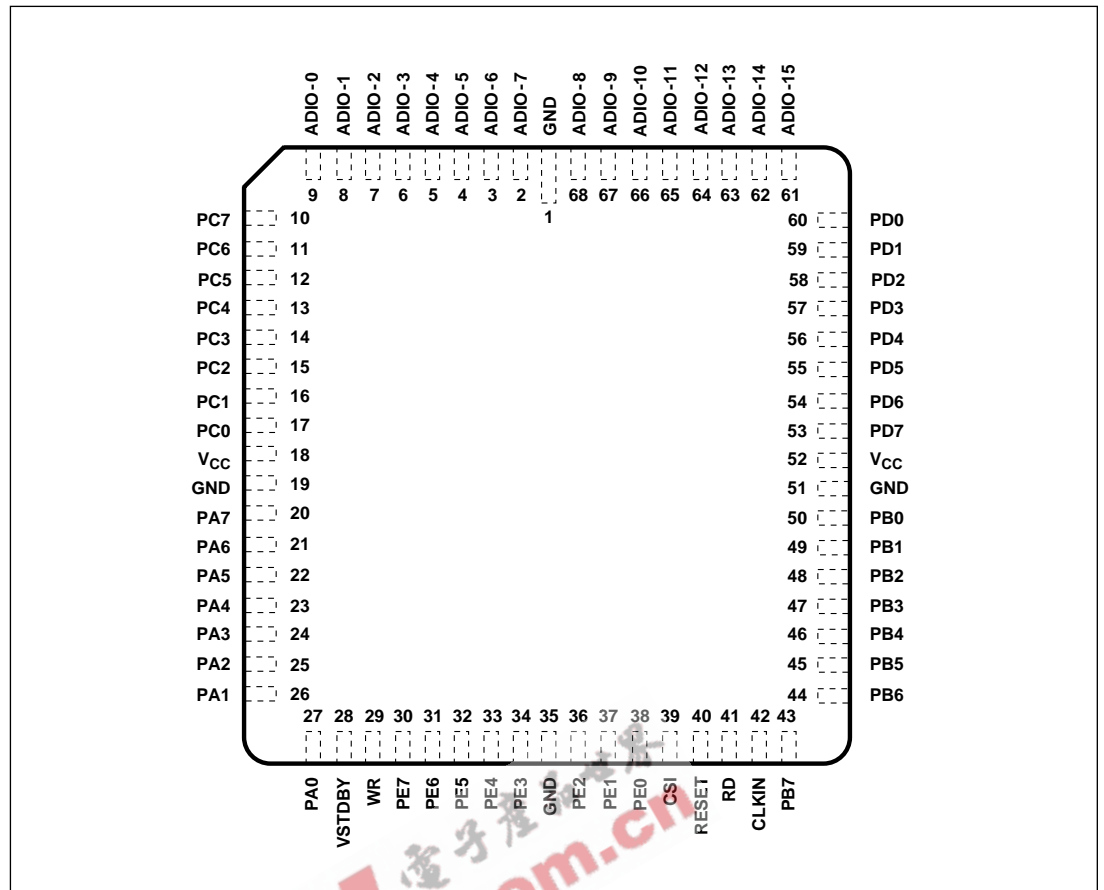 ADIO-0 ADIO-1 ADIO-2 ADIO-3 ADIO-4 ADIO-5 ADIO-6 ADIO-7 GND ADIO-8 ADIO-9 ADIO-10 ADIO-11 ADIO-12 ADIO-13 ADIO-14 ADIO-15
9 8 7 6 5 4 3 2 1 68 67 66 65 64 63 62 61
PC7 10 60 PD0
PC6 11 59 PD1
PC5 12 58 PD2
PC4 13 57 PD3
PC3 14 56 PD4
PC2 15 55 PD5
PC1 16 54 PD6
PC0 17 53 PD7
VCC 18 52 VCC
GND 19 51 GND
PA7 20 50 PB0
PA6 21 49 PB1
PA5 22 48 PB2
PA4 23 47 PB3
PA3 24 46 PB4
PA2 25 45 PB5
PA1 26 44 PB6
27 28 29 30 31 32 33 34 35 36 37 38 39 40 41 42 43
PA0 VSTDBY WR PE7 PE6 PE5 PE4 PE3 GND PE2 PE1 PE0 CSI RESET RD CLKIN PB7
電子產品世界
om.cn